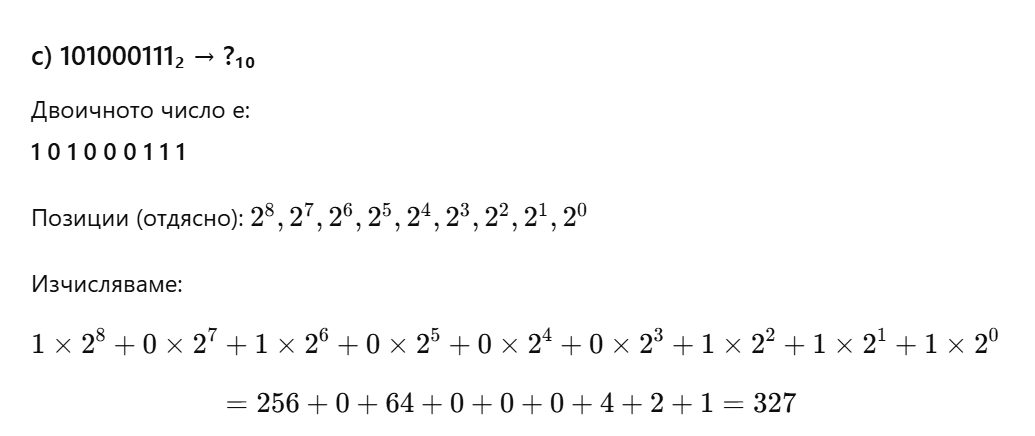 c) 101000111₂ → ?₁₀
Двоичното число е:
1 0 1 0 0 0 1 1 1
Позиции (отдясно): 2⁸, 2⁷, 2⁶, 2⁵, 2⁴, 2³, 2², 2¹, 2⁰
Изчисляваме:
1 × 2⁸ + 0 × 2⁷ + 1 × 2⁶ + 0 × 2⁵ + 0 × 2⁴ + 0 × 2³ + 1 × 2² + 1 × 2¹ + 1 × 2⁰
= 256 + 0 + 64 + 0 + 0 + 0 + 4 + 2 + 1 = 327